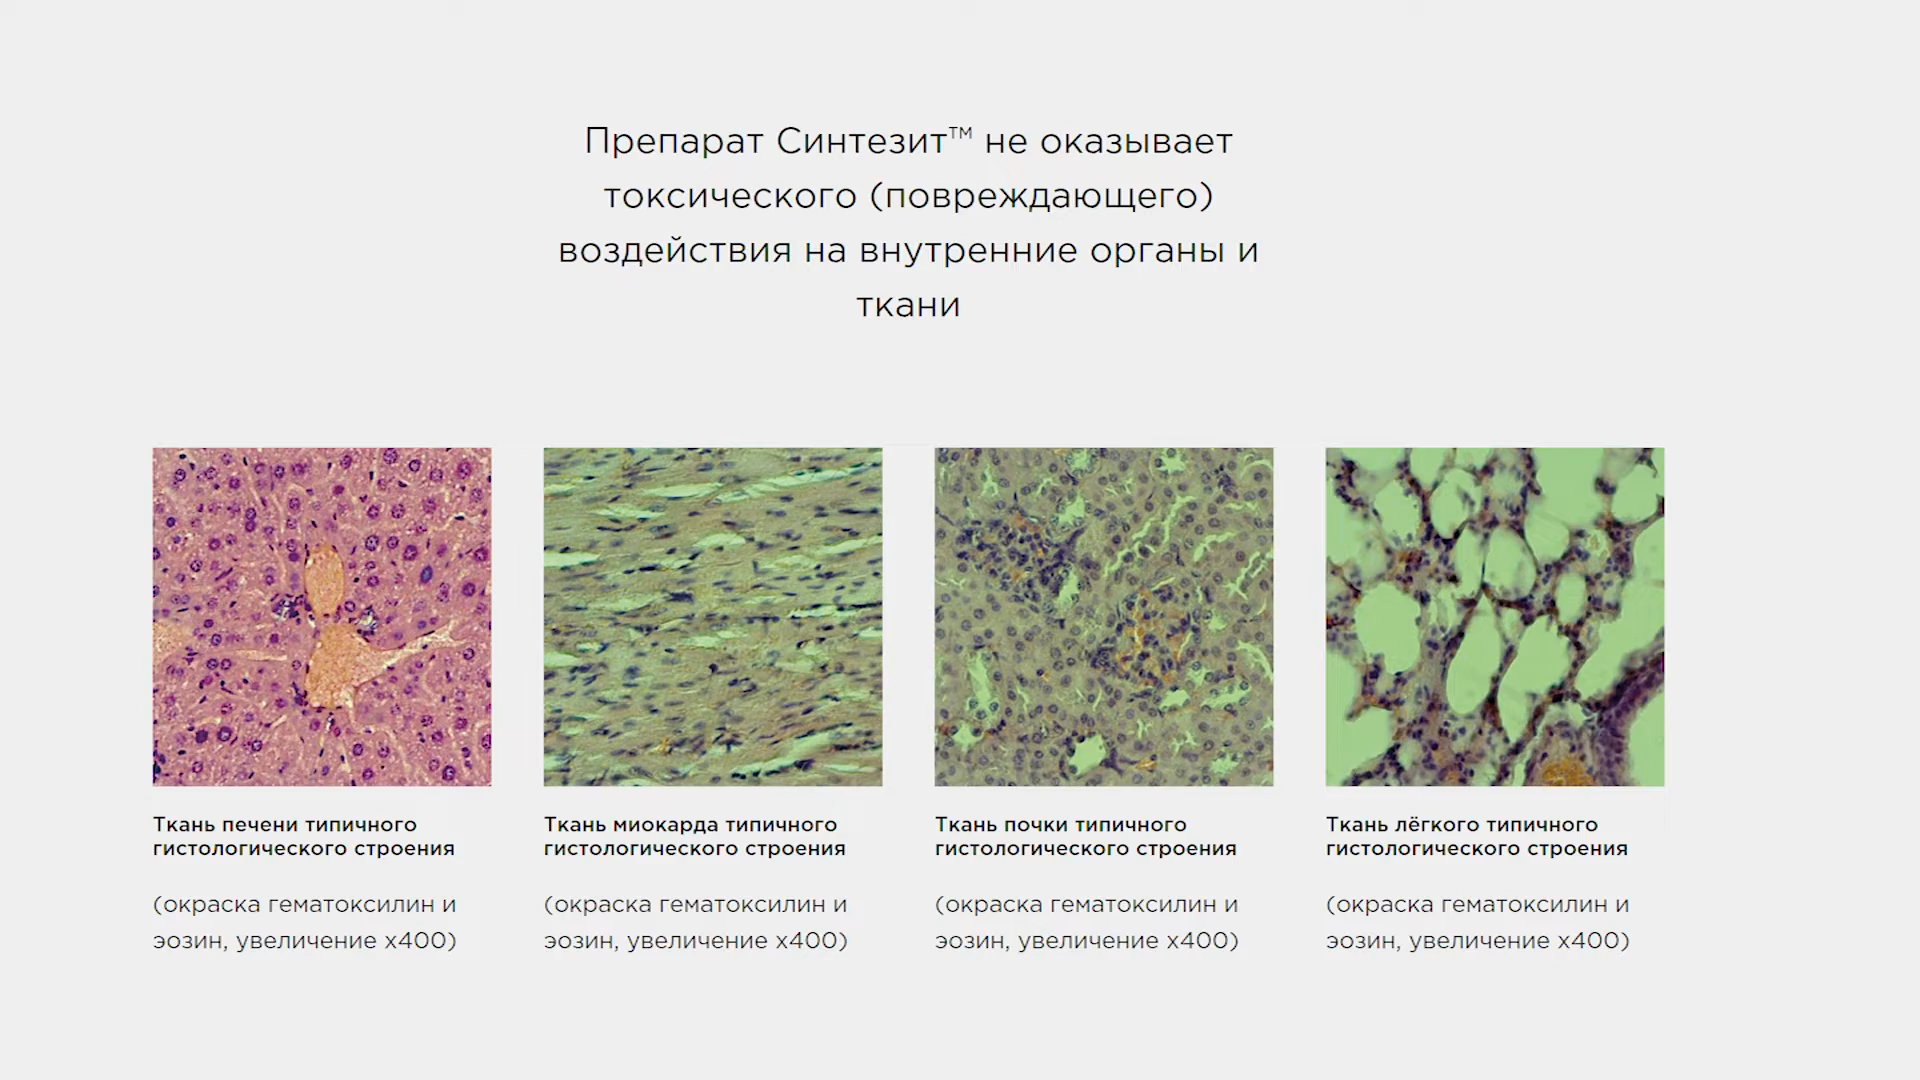 Препарат Синтезит™ не оказывает
токсического (повреждающего)
воздействия на внутренние органы и
ткани
Ткань печени типичного
гистологического строения
(окраска гематоксилин и
эозин, увеличение х400)
Ткань миокарда типичного
гистологического строения
(окраска гематоксилин и
эозин, увеличение х400)
Ткань почки типичного
гистологического строения
(окраска гематоксилин и
эозин, увеличение х400)
Ткань лёгкого типичного
гистологического строения
(окраска гематоксилин и
эозин, увеличение х400)